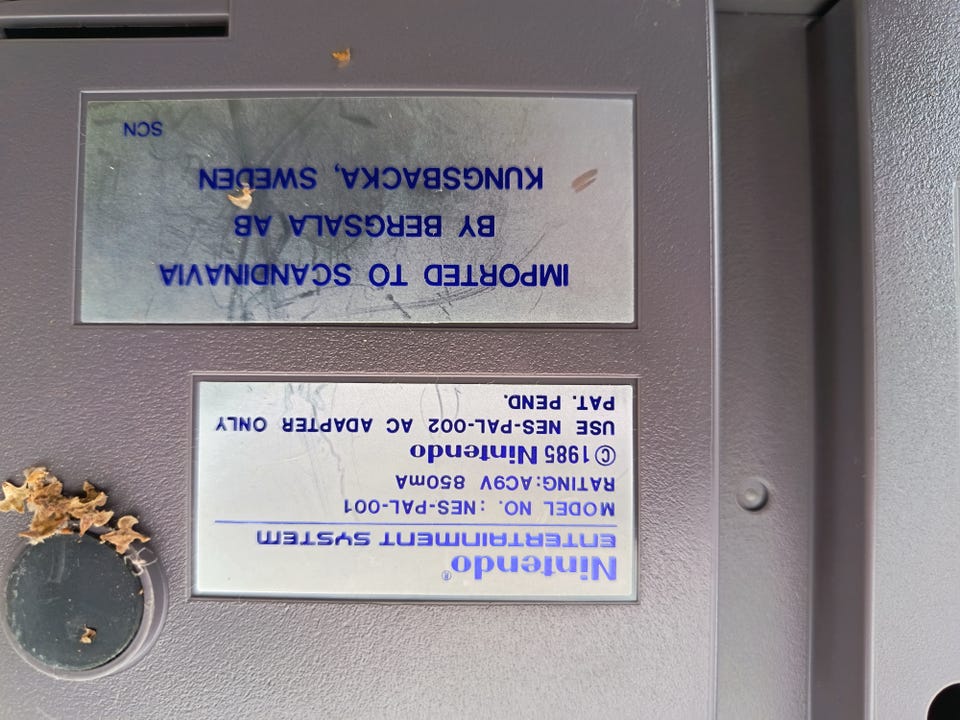 Nintendo®
ENTERTAINMENT SYSTEM
MODEL NO. : NES-PAL-001
RATING:AC9V 850mA
©1985 Nintendo
USE NES-PAL-002 AC ADAPTER ONLY
PAT. PEND.
IMPORTED TO SCANDINAVIA
BY BERGSALA AB
KUNGSBACKA, SWEDEN
SCN